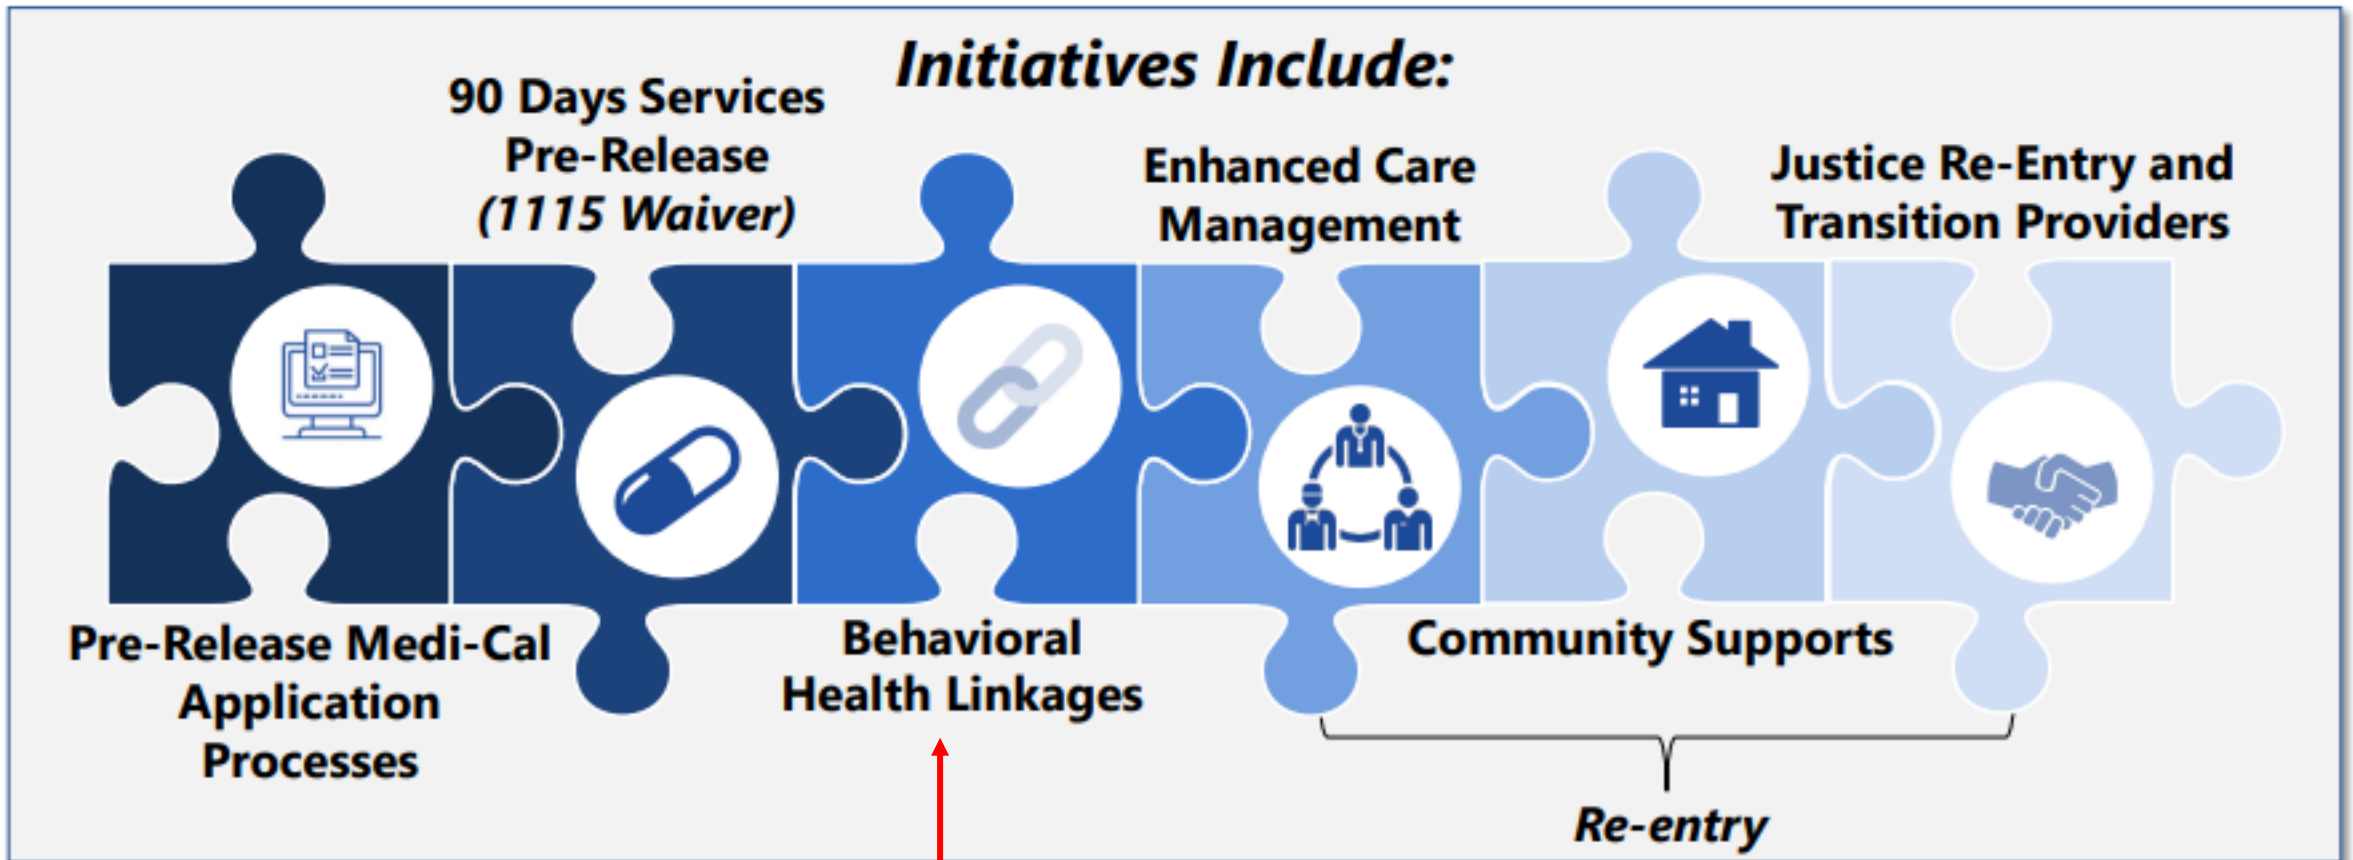 Initiatives Include:
90 Days Services
Pre-Release
(1115 Waiver)
Enhanced Care
Management
Justice Re-Entry and
Transition Providers
Pre-Release Medi-Cal
Application
Processes
Behavioral
Health Linkages
Community Supports
Re-entry